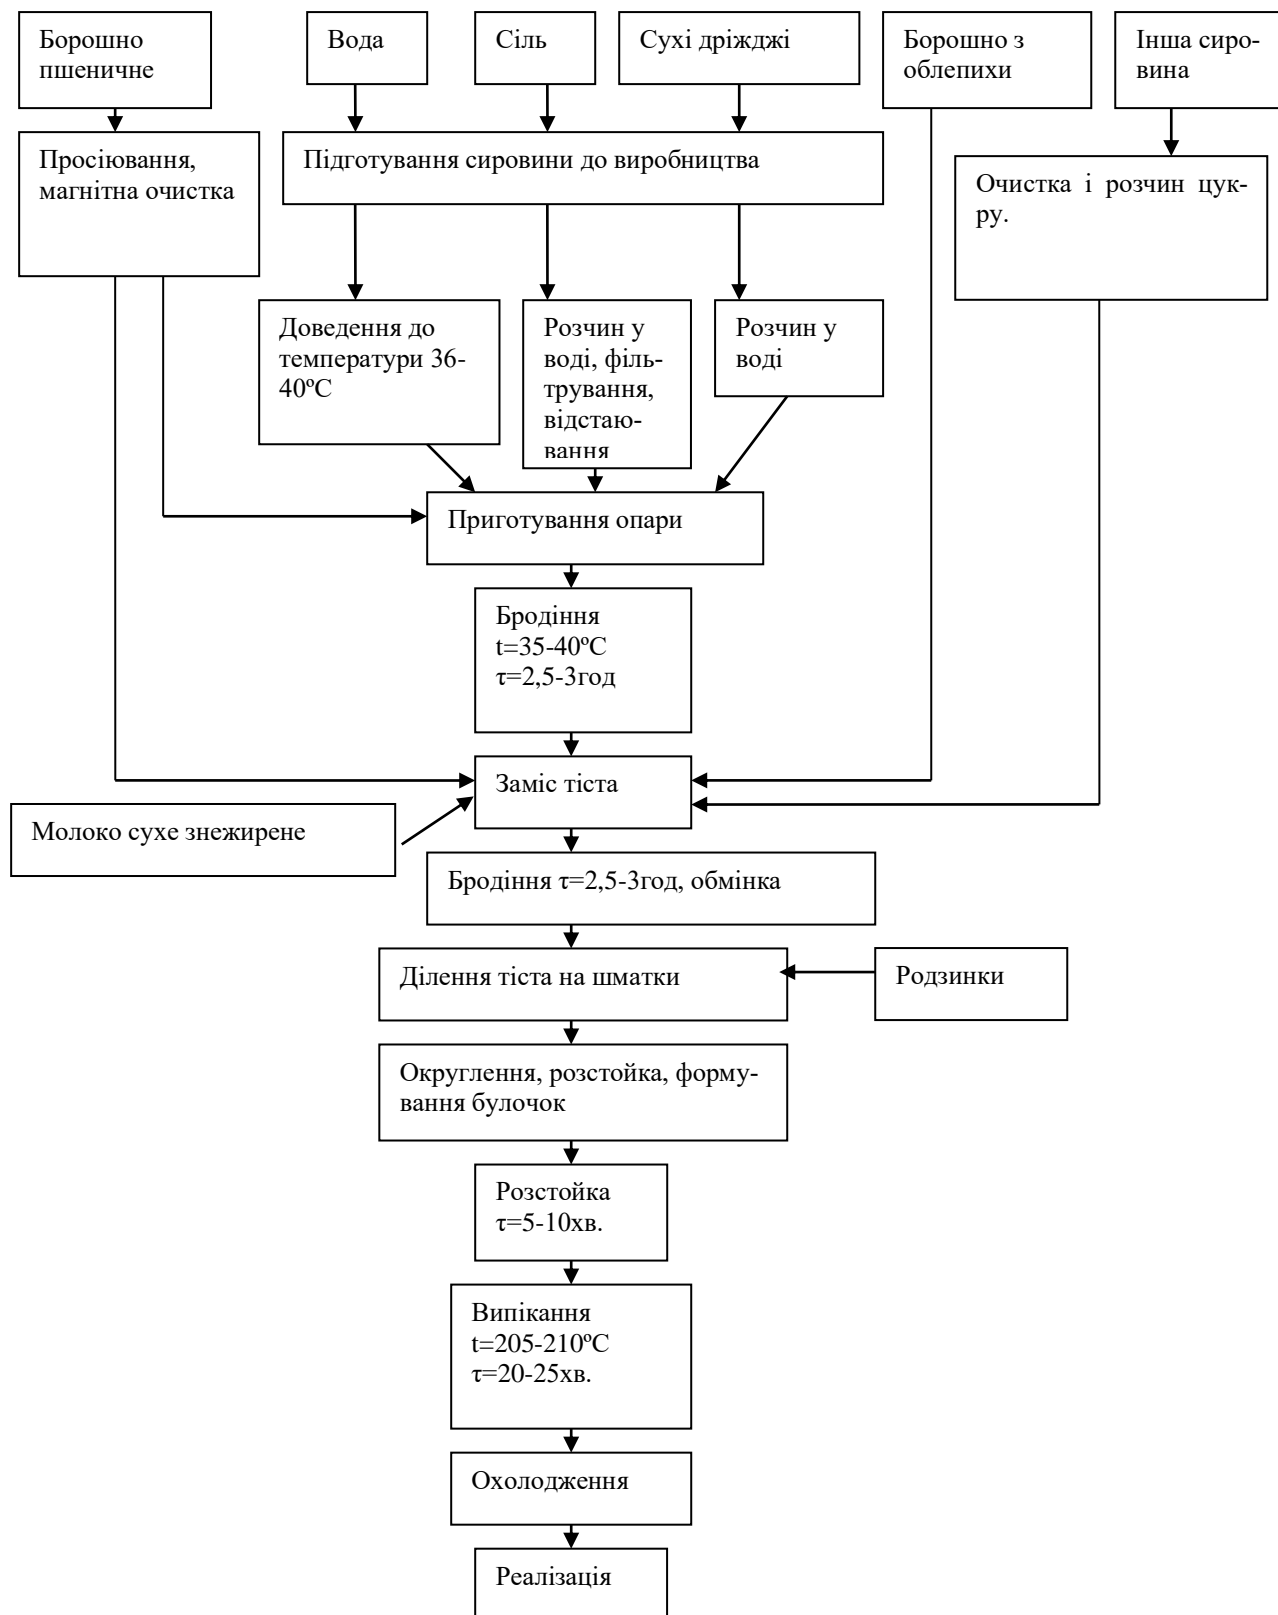 Борошно
пшеничне
Вода
Сіль
Сухі дріжджі
Борошно з
облепихи
Інша сиро-
вина
Просіювання,
магнітна очистка
Підготування сировини до виробництва
Очистка і розчин цук-
ру.
Доведення до
температури 36-
40ºС
Розчин у
воді, філь-
трування,
відстаю-
вання
Розчин у
воді
Приготування опари
Бродіння
t=35-40ºС
τ=2,5-3год
Заміс тіста
Молоко сухе знежирене
Бродіння τ=2,5-3год, обмінка
Ділення тіста на шматки
Родзинки
Округлення, розстойка, форму-
вання булочок
Розстойка
τ=5-10хв.
Випікання
t=205-210ºС
τ=20-25хв.
Охолодження
Реалізація